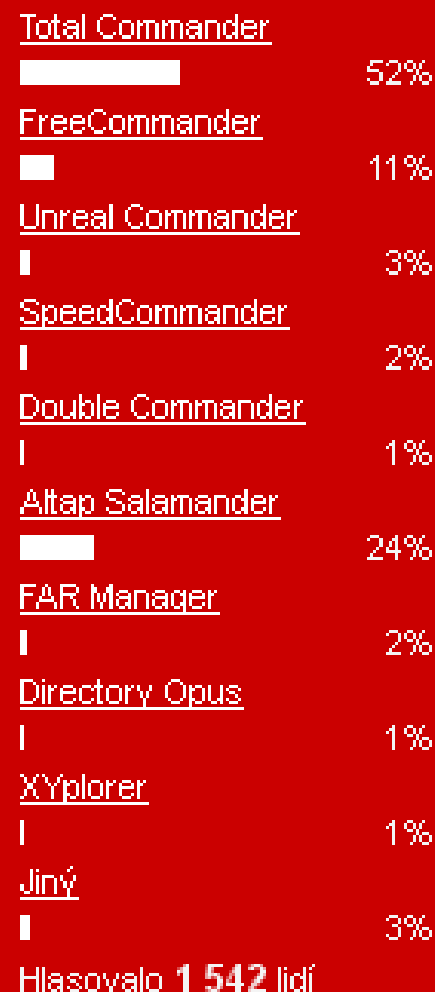 Total Commander
52%
FreeCommander
11%
Unreal Commander
3%
SpeedCommander
2%
Double Commander
1%
Altap Salamander
24%
FAR Manager
2%
Directory Opus
1%
XYplorer
1%
Jiný
3%
Hlasovalo 1 542 lidí